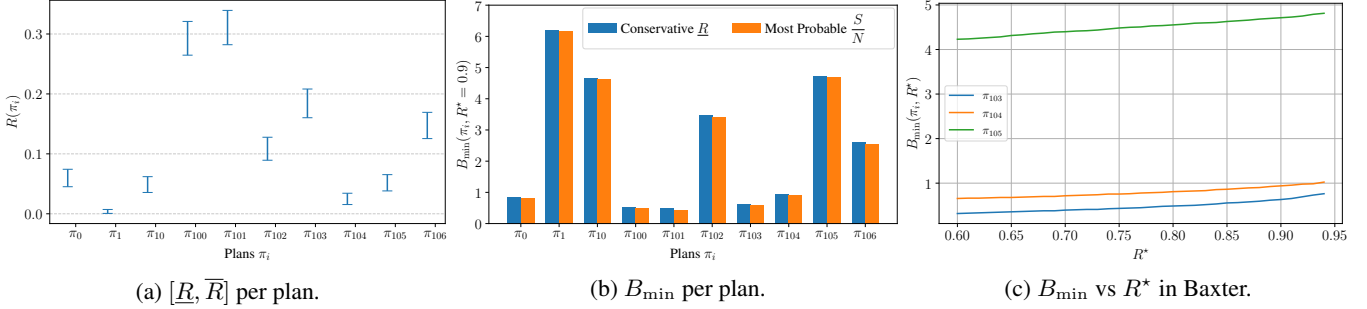 0.3
0.2
0.1
0.0
R(π_i)
π_0 π_1 π_10 π_100 π_101 π_102 π_103 π_104 π_105 π_106
Plans π_i
(a) [R, R] per plan.
Conservative R Most Probable S/N
7
6
5
4
3
2
1
0
B_min(π_i, R* = 0.9)
π_0 π_1 π_10 π_100 π_101 π_102 π_103 π_104 π_105 π_106
Plans π_i
(b) B_min per plan.
5
4
3
2
1
B_min(π_i, R*)
π_103
π_104
π_105
0.60 0.65 0.70 0.75 0.80 0.85 0.90 0.95
R*
(c) B_min vs R* in Baxter.